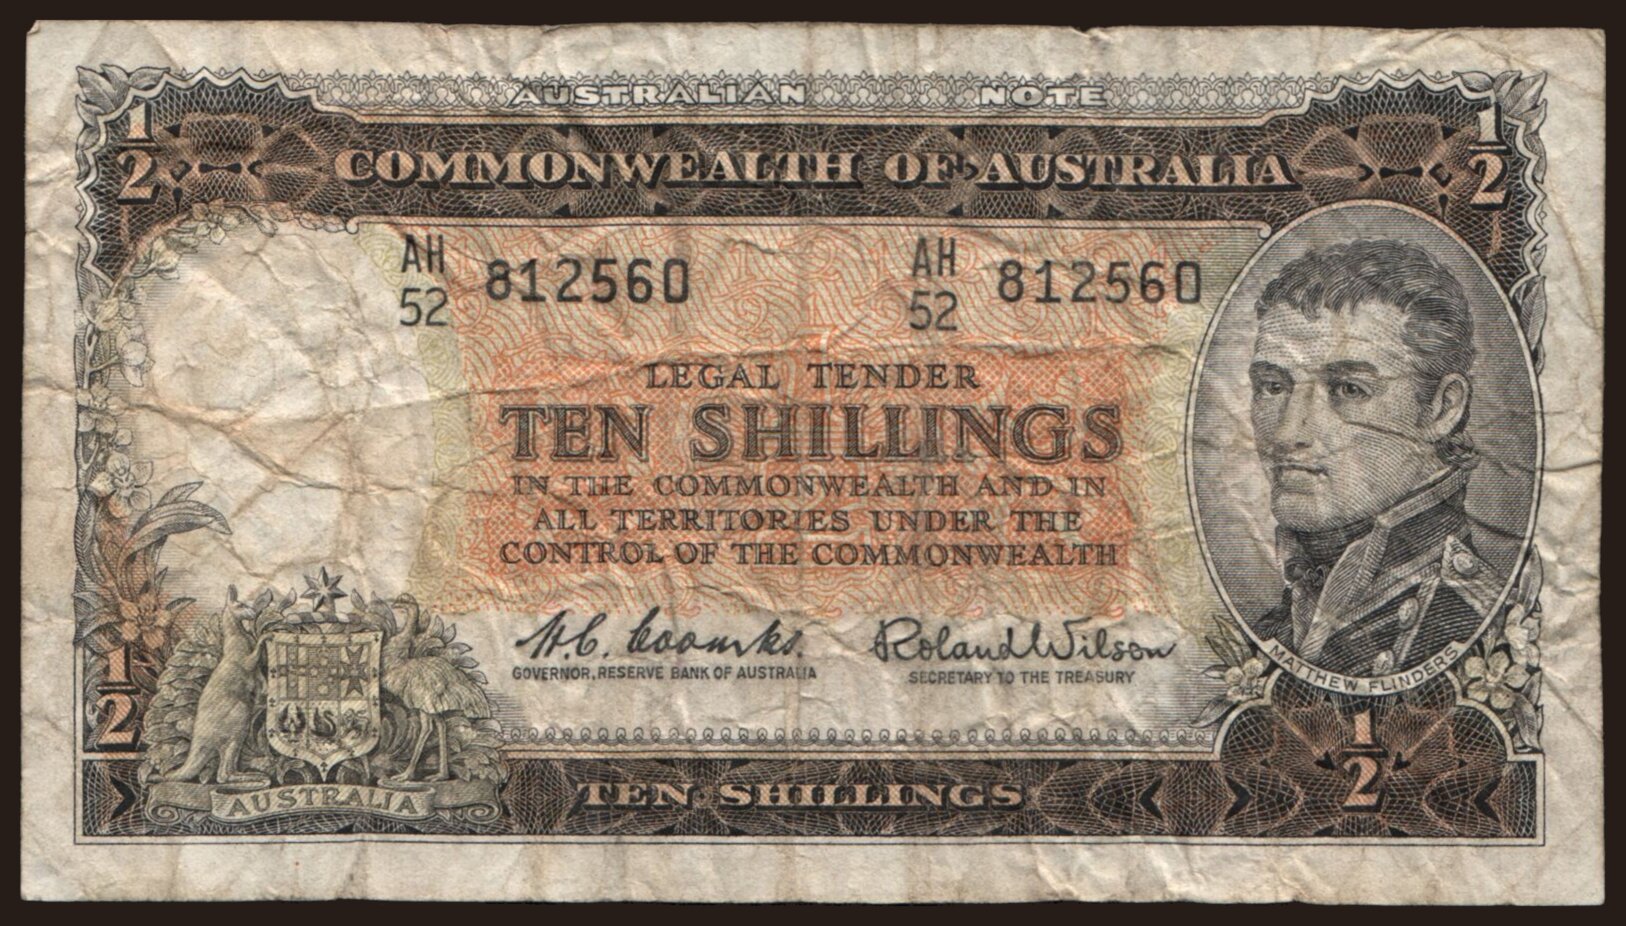 AUSTRALIAN NOTE
1/2 COMMONWEALTH OF AUSTRALIA 1/2
AH 52 812560 AH 52 812560
LEGAL TENDER
TEN SHILLINGS
IN THE COMMONWEALTH AND IN
ALL TERRITORIES UNDER THE
CONTROL OF THE COMMONWEALTH
H.C. Coombs. Roland Wilson
GOVERNOR, RESERVE BANK OF AUSTRALIA SECRETARY TO THE TREASURY
MATHEW FLINDERS
1/2 1/2
AUSTRALIA
TEN SHILLINGS